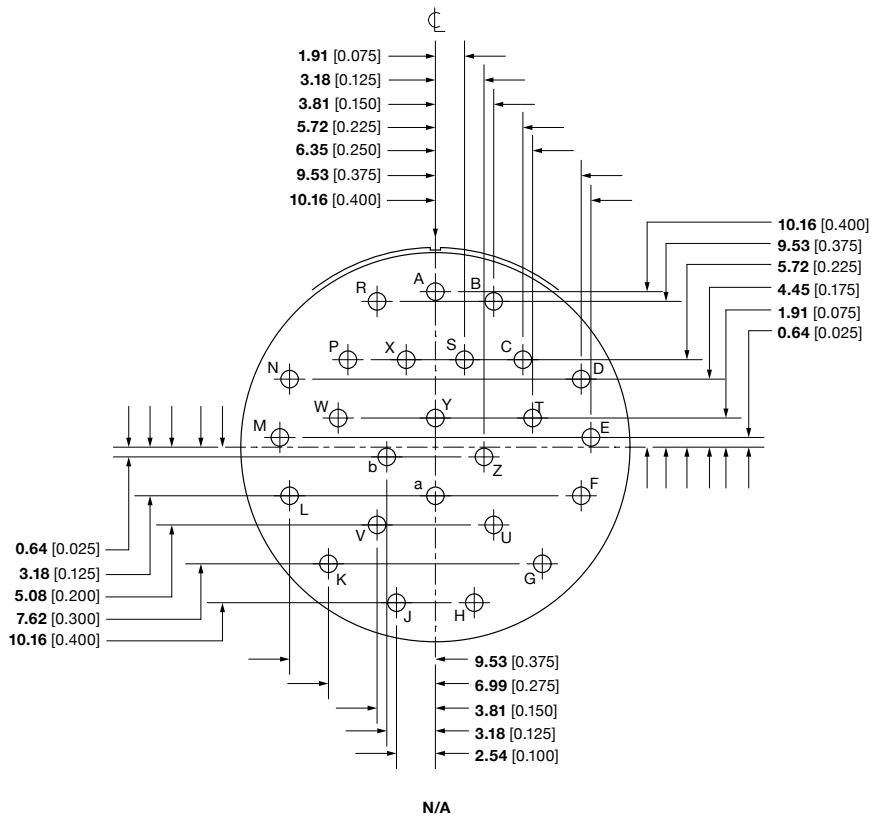 ℄
1.91 [0.075]
3.18 [0.125]
3.81 [0.150]
5.72 [0.225]
6.35 [0.250]
9.53 [0.375]
10.16 [0.400]
10.16 [0.400]
9.53 [0.375]
5.72 [0.225]
4.45 [0.175]
1.91 [0.075]
0.64 [0.025]
R A B
P X S C
N D
W Y T
M E
b Z
L a F
V U
K G
J H
0.64 [0.025]
3.18 [0.125]
5.08 [0.200]
7.62 [0.300]
10.16 [0.400]
9.53 [0.375]
6.99 [0.275]
3.81 [0.150]
3.18 [0.125]
2.54 [0.100]
N/A